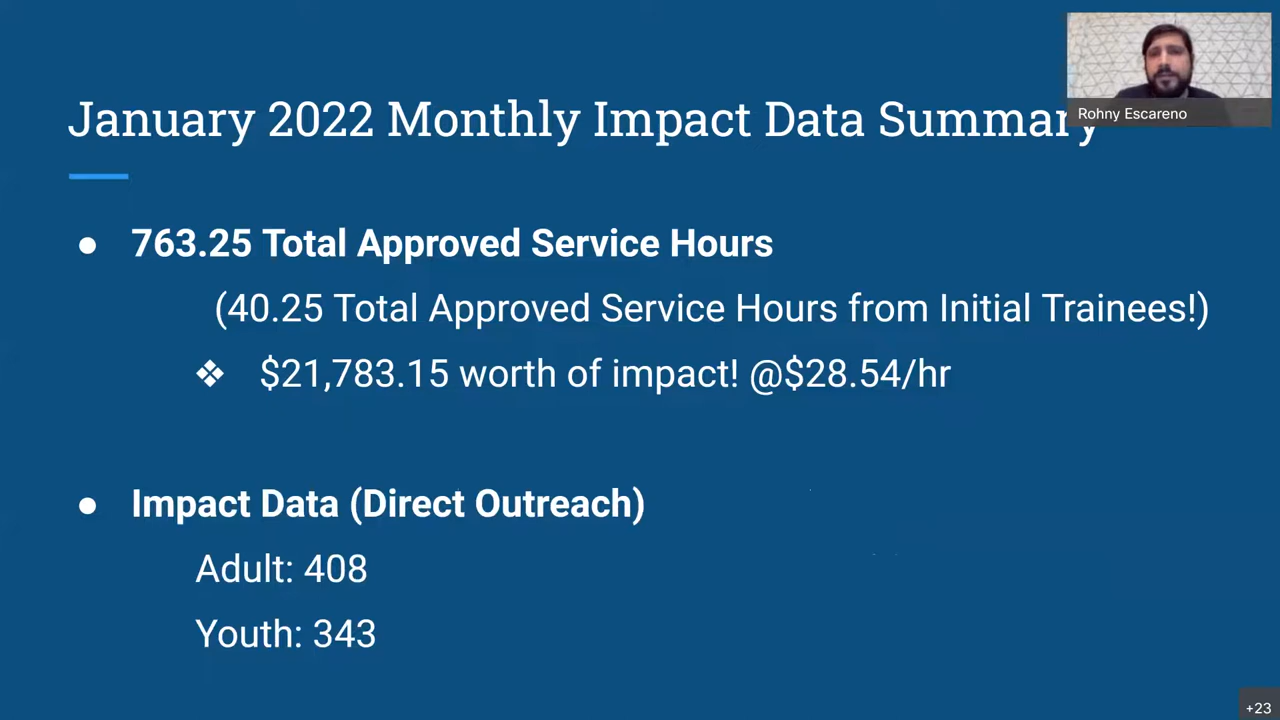 January 2022 Monthly Impact Data Summary
Rohny Escareno
● 763.25 Total Approved Service Hours
(40.25 Total Approved Service Hours from Initial Trainees!)
❖ $21,783.15 worth of impact! @$28.54/hr
● Impact Data (Direct Outreach)
Adult: 408
Youth: 343
+23